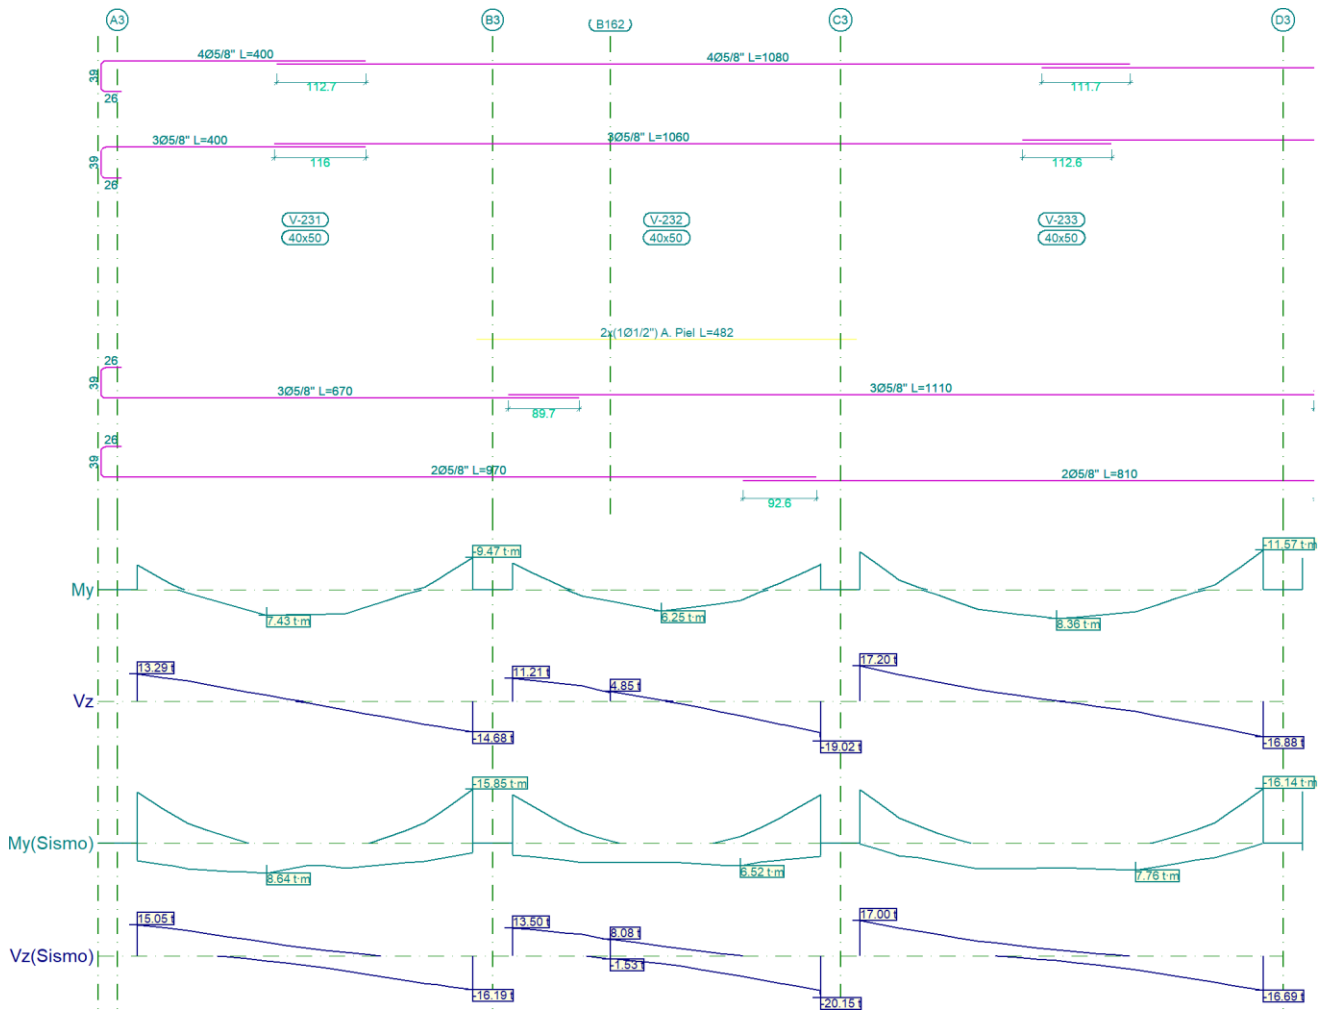 A3
B3
B162
C3
D3
4Ø5/8" L=400
4Ø5/8" L=1080
39
26
112.7
111.7
3Ø5/8" L=400
3Ø5/8" L=1060
39
26
116
112.6
V-231
V-232
V-233
40x50
40x50
40x50
2x(1Ø1/2") A. Piel L=482
26
39
3Ø5/8" L=670
3Ø5/8" L=1110
89.7
26
39
2Ø5/8" L=970
2Ø5/8" L=810
92.6
My
-9.47 t·m
-11.57 t·m
7.43 t·m
6.25 t·m
8.36 t·m
Vz
13.29 t
11.21 t
4.85 t
17.20 t
-14.68 t
-19.02 t
-16.88 t
My(Sismo)
-15.85 t·m
-16.14 t·m
8.64 t·m
6.52 t·m
7.76 t·m
Vz(Sismo)
15.05 t
13.50 t
8.08 t
17.00 t
-1.53 t
-16.19 t
-20.15 t
-16.69 t